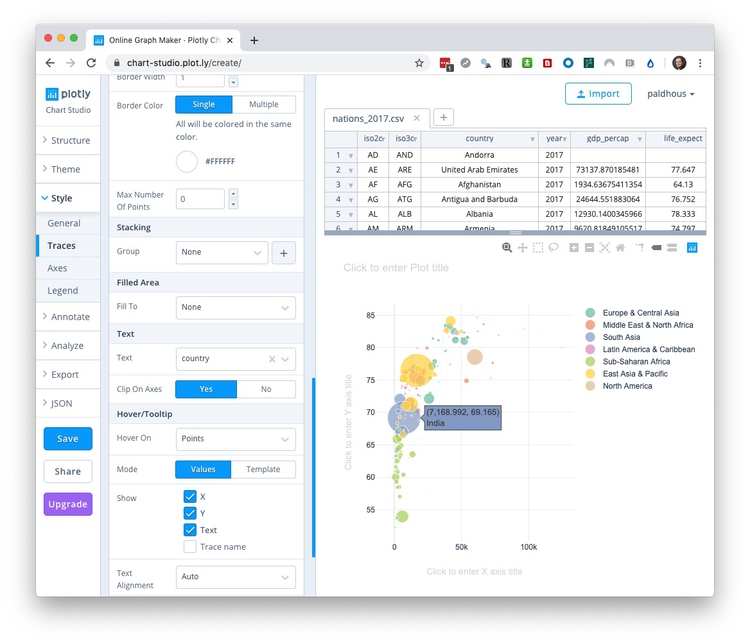 Online Graph Maker · Plotly Ch
chart-studio.plot.ly/create/
plotly
Chart Studio
Import
paldhous
Structure
Theme
Style
General
Traces
Axes
Legend
Annotate
Analyze
Export
JSON
Save
Share
Upgrade
Border Width
1
Border Color
Single
Multiple
All will be colored in the same
color.
#FFFFFF
Max Number
Of Points
0
Stacking
Group
None
Filled Area
Fill To
None
Text
Text
country
Clip On Axes
Yes
No
Hover/Tooltip
Hover On
Points
Mode
Values
Template
Show
X
Y
Text
Trace name
Text
Alignment
Auto
nations_2017.csv
iso2c iso3c country year gdp_percap life_expect
1 AD AND Andorra 2017
2 AE ARE United Arab Emirates 2017 73137.870185481 77.647
3 AF AFG Afghanistan 2017 1934.63675411354 64.13
4 AG ATG Antigua and Barbuda 2017 24644.551883064 76.752
5 AL ALB Albania 2017 12930.1400345966 78.333
6 AM ARM Armenia 2017 9620.81849105517 74.797
Click to enter Plot title
85
80
75
70
65
60
55
0
50k
100k
Click to enter Y axis title
Click to enter X axis title
(7,168.992, 69.165)
India
Europe & Central Asia
Middle East & North Africa
South Asia
Latin America & Caribbean
Sub-Saharan Africa
East Asia & Pacific
North America